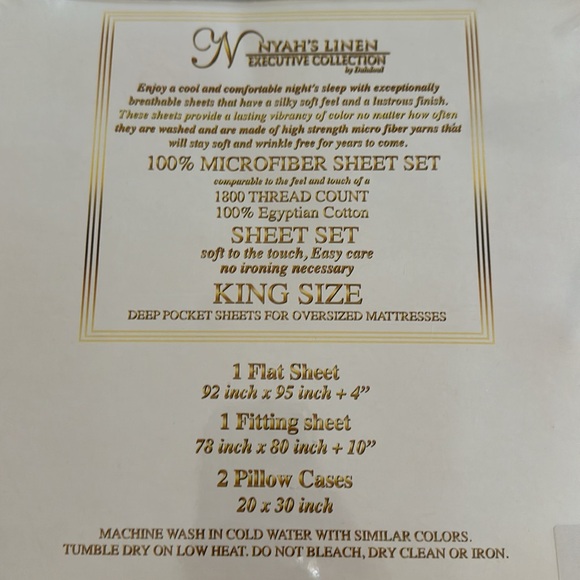 N NYAH'S LINEN
EXECUTIVE COLLECTION
by Dalabed
Enjoy a cool and comfortable night's sleep with exceptionally
breathable sheets that have a silky soft feel and a lustrous finish.
These sheets provide a lasting vibrancy of color no matter how often
they are washed and are made of high strength micro fiber yarns that
will stay soft and wrinkle free for years to come.
100% MICROFIBER SHEET SET
comparable to the feel and touch of a
1800 THREAD COUNT
100% Egyptian Cotton
SHEET SET
soft to the touch, Easy care
no ironing necessary
KING SIZE
DEEP POCKET SHEETS FOR OVERSIZED MATTRESSES
1 Flat Sheet
92 inch x 95 inch + 4”
1 Fitting sheet
78 inch x 80 inch + 10”
2 Pillow Cases
20 x 30 inch
MACHINE WASH IN COLD WATER WITH SIMILAR COLORS.
TUMBLE DRY ON LOW HEAT. DO NOT BLEACH, DRY CLEAN OR IRON.